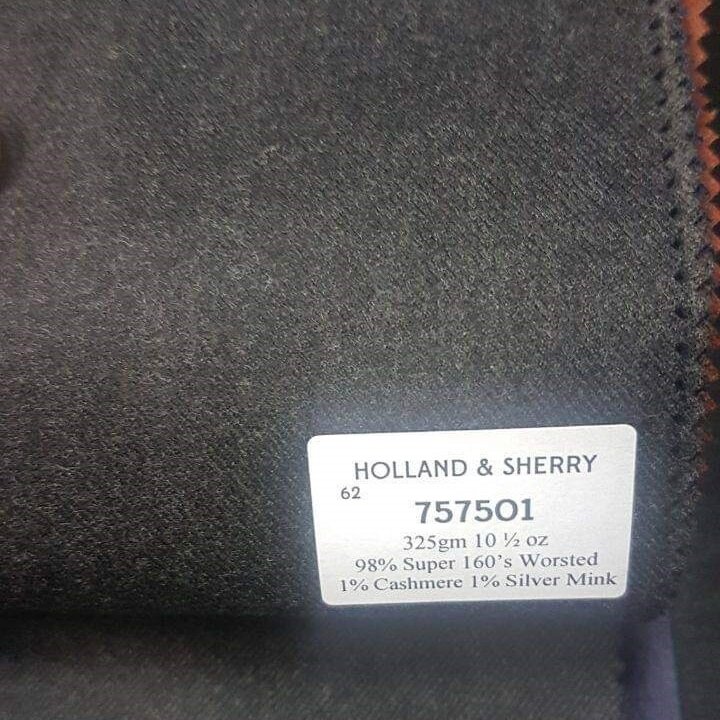 HOLLAND & SHERRY
62
757501
325gm 10 ½ oz
98% Super 160's Worsted
1% Cashmere 1% Silver Mink